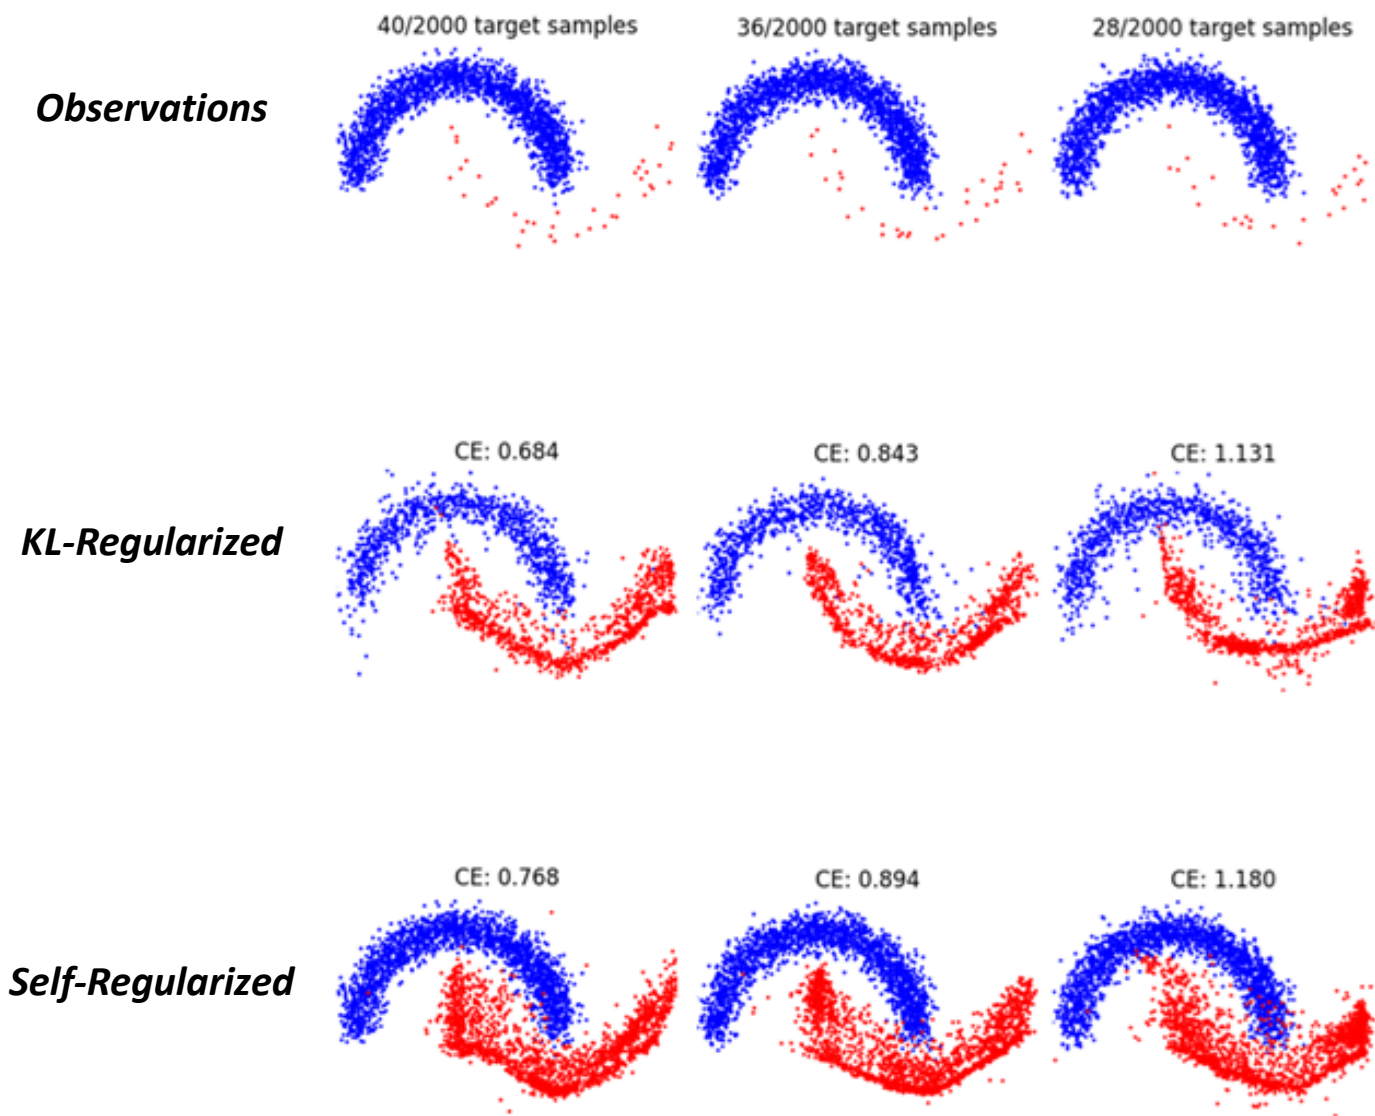 40/2000 target samples
36/2000 target samples
28/2000 target samples
Observations
CE: 0.684
CE: 0.843
CE: 1.131
KL-Regularized
CE: 0.768
CE: 0.894
CE: 1.180
Self-Regularized